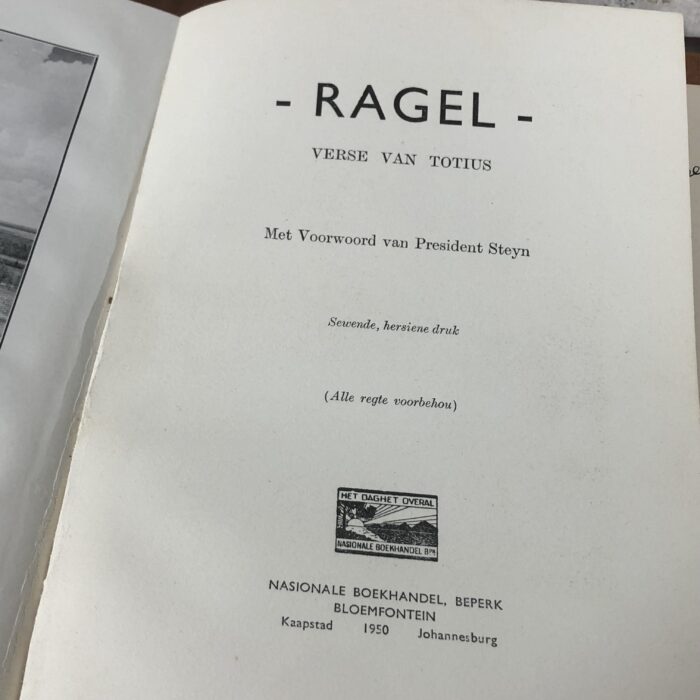 - RAGEL -
VERSE VAN TOTIUS
Met Voorwoord van President Steyn
Sewende, hersiene druk
(Alle regte voorbehou)
HET DAGHET OVERAL
NASIONALE BOEKHANDEL BPK
NASIONALE BOEKHANDEL, BEPERK
BLOEMFONTEIN
Kaapstad 1950 Johannesburg